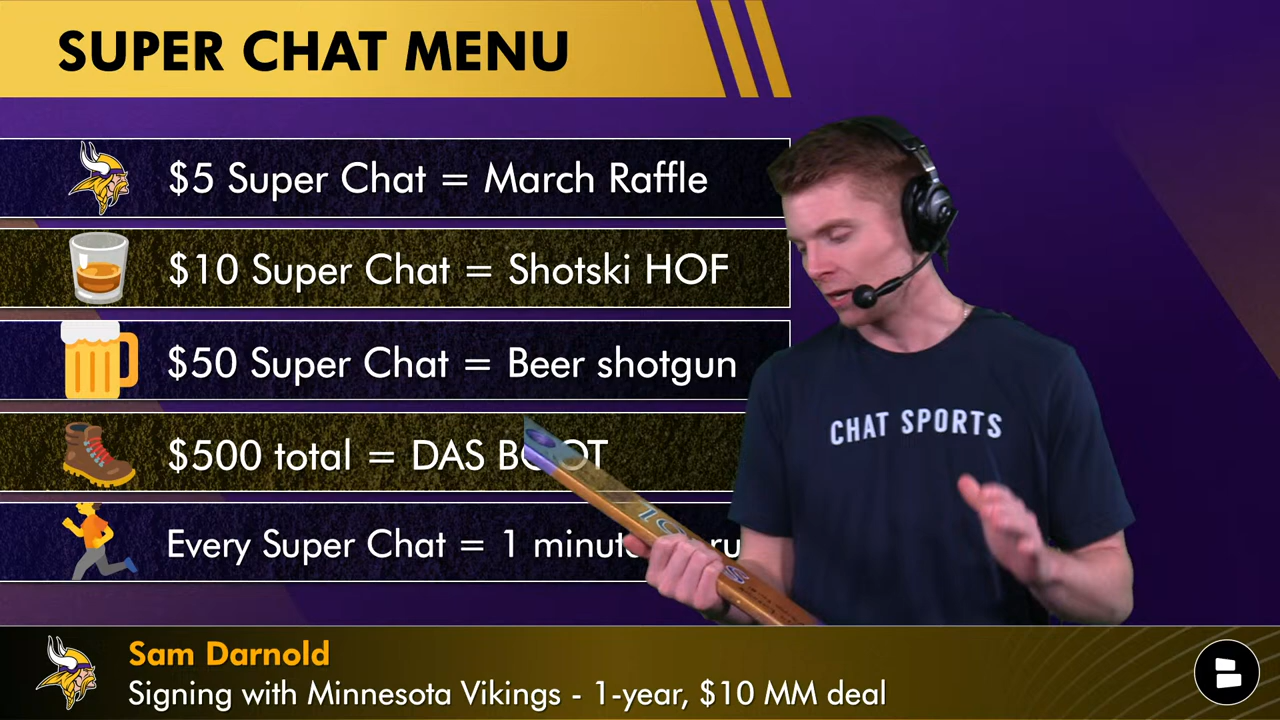 SUPER CHAT MENU
$5 Super Chat = March Raffle
$10 Super Chat = Shotski HOF
$50 Super Chat = Beer shotgun
$500 total = DAS BOOT
Every Super Chat = 1 minute
CHAT SPORTS
Sam Darnold
Signing with Minnesota Vikings - 1-year, $10 MM deal